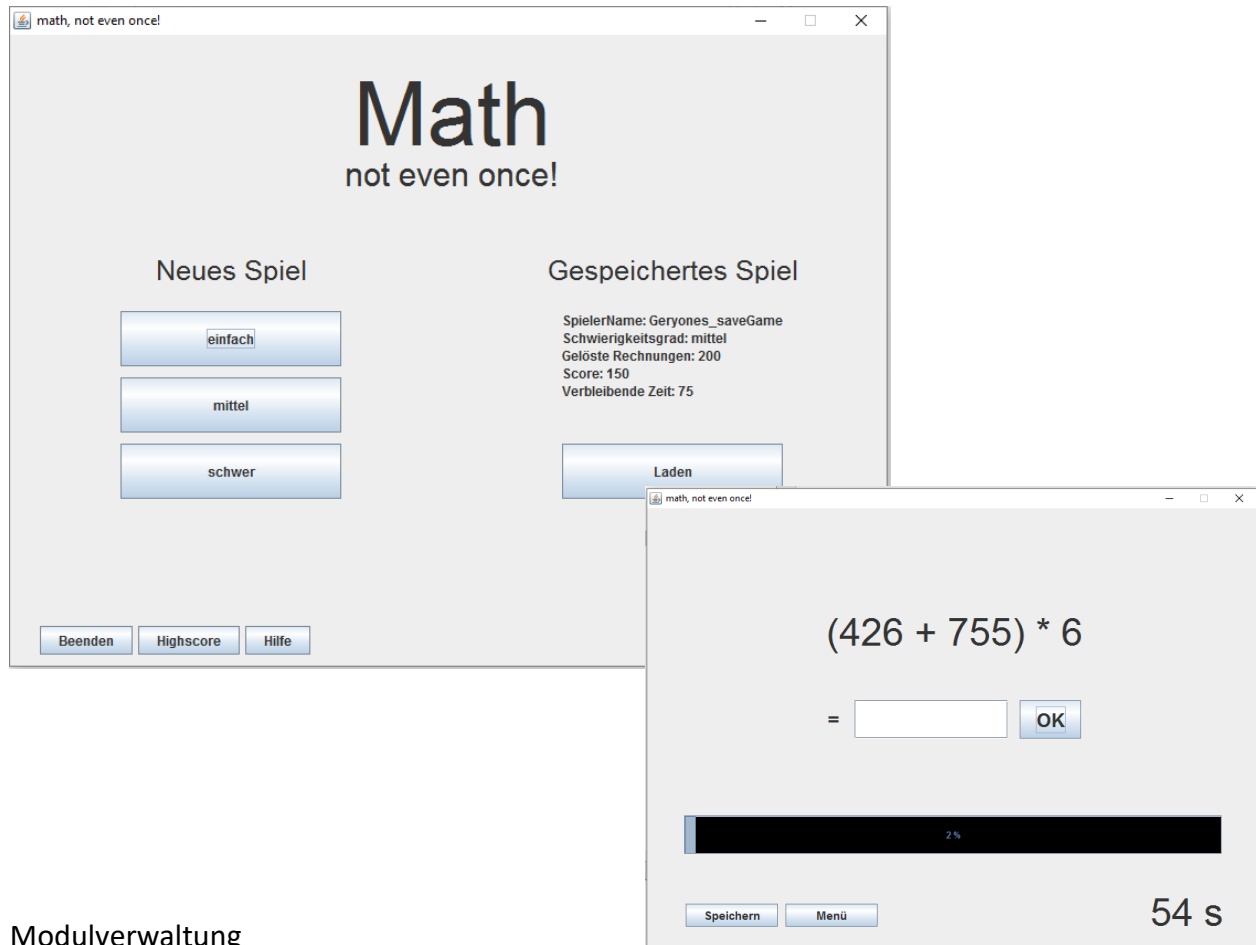 math, not even once!
Math
not even once!
Neues Spiel
einfach
mittel
schwer
Gespeichertes Spiel
SpielerName: Geryones_saveGame
Schwierigkeitsgrad: mittel
Gelöste Rechnungen: 200
Score: 150
Verbleibende Zeit: 75
Laden
Beenden Highscore Hilfe
math, not even once!
(426 + 755) * 6
= OK
2 %
Speichern Menü 54 s
Modulverwaltung